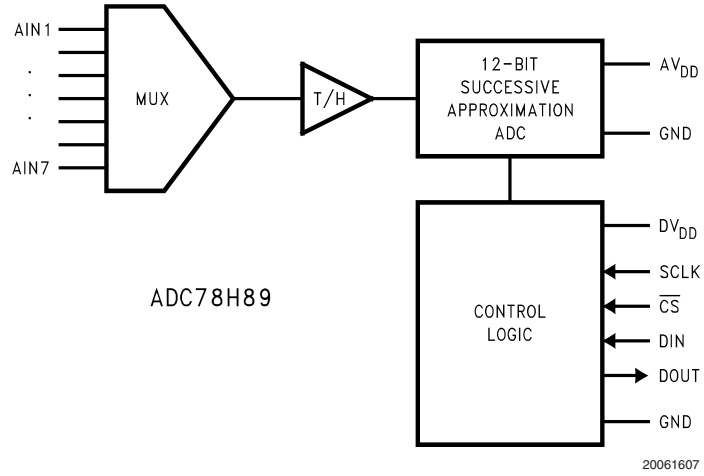 AIN1
.
.
.
AIN7
MUX
T/H
12-BIT
SUCCESSIVE
APPROXIMATION
ADC
AVDD
GND
ADC78H89
CONTROL
LOGIC
DVDD
SCLK
C̅S̅
DIN
DOUT
GND
20061607